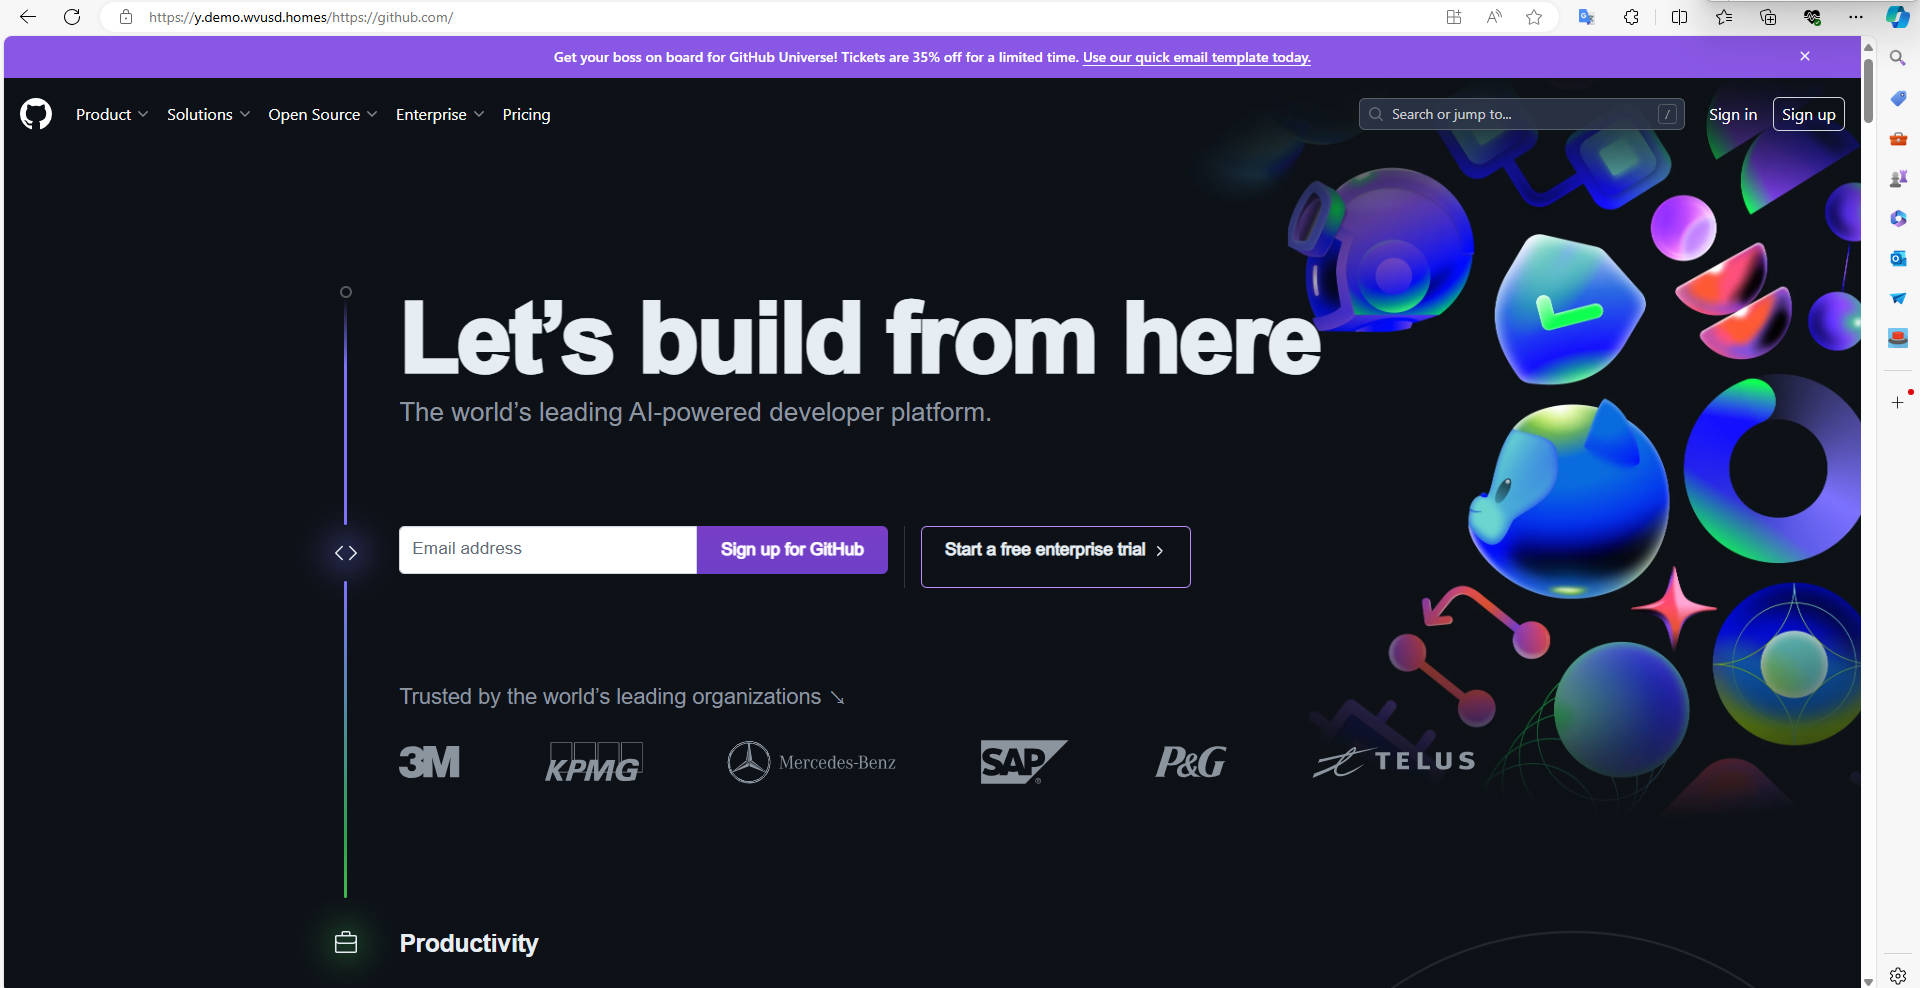 https://y.demo.wvusd.homes/https://github.com/
Get your boss on board for GitHub Universe! Tickets are 35% off for a limited time. Use our quick email template today.
Product Solutions Open Source Enterprise Pricing Search or jump to... / Sign in Sign up
Let’s build from here
The world’s leading AI-powered developer platform.
Email address Sign up for GitHub Start a free enterprise trial
Trusted by the world’s leading organizations
3M KPMG Mercedes-Benz SAP P&G TELUS
Productivity